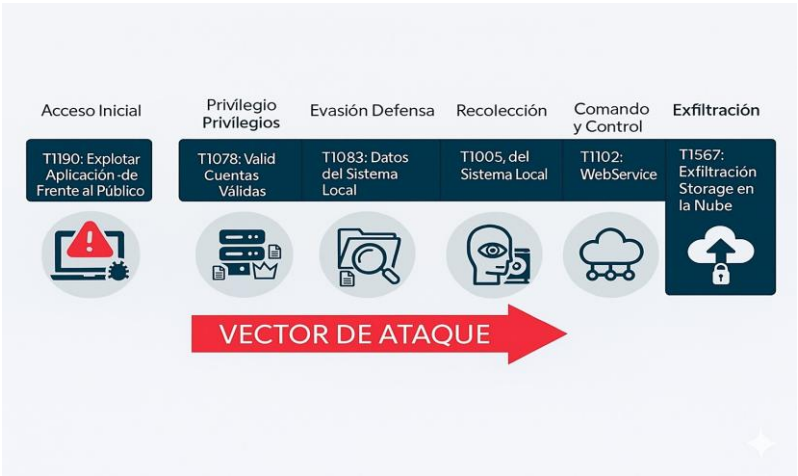 Acceso Inicial
Privilegio
Privilegios
Evasión Defensa
Recolección
Comando
y Control
Exfiltración
T1190: Explotar
Aplicación-de
Frente al Público
T1078: Valid
Cuentas
Válidas
T1083: Datos
del Sistema
Local
T1005, del
Sistema Local
T1102:
WebService
T1567:
Exfiltración
Storage en
la Nube
VECTOR DE ATAQUE